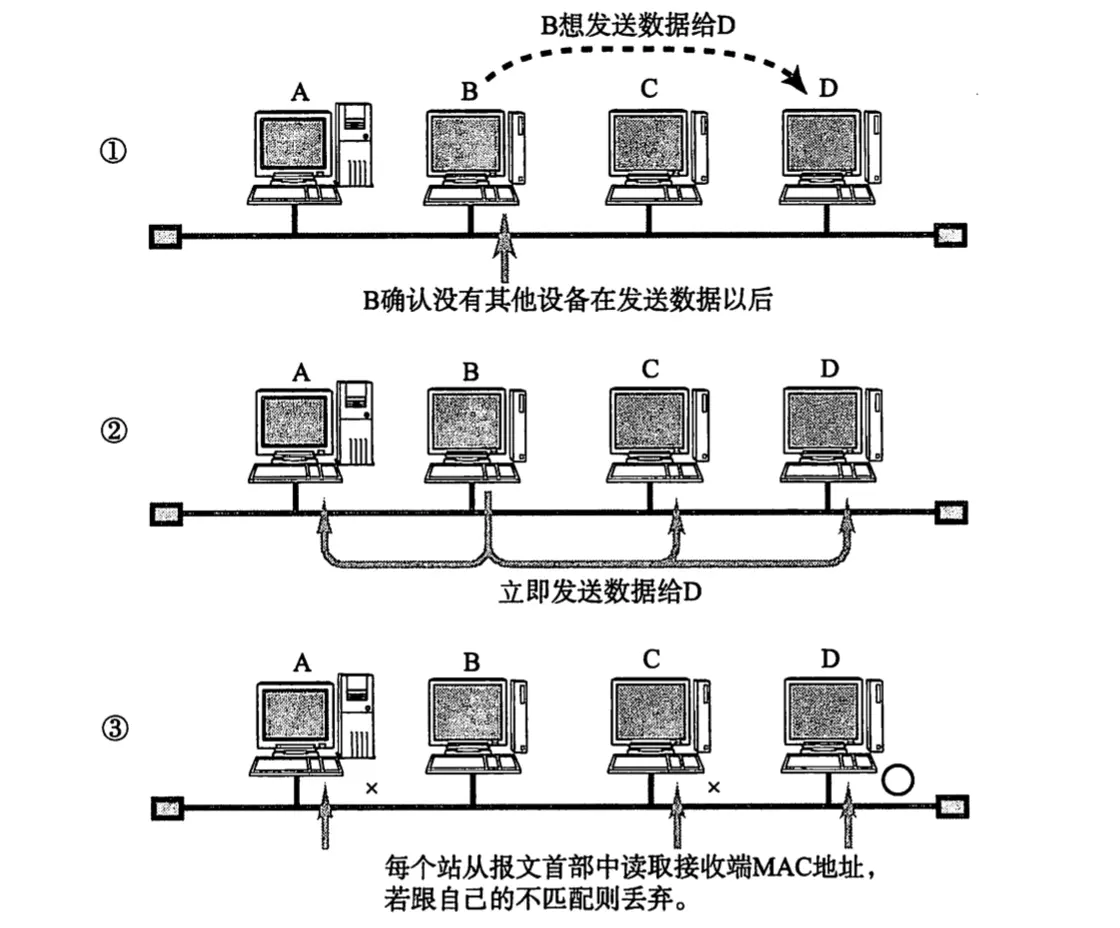 B想发送数据给D
A B C D
①
B确认没有其他设备在发送数据以后
A B C D
②
立即发送数据给D
A B C D
③
× ×
每个站从报文首部中读取接收端MAC地址，
若跟自己的不匹配则丢弃。